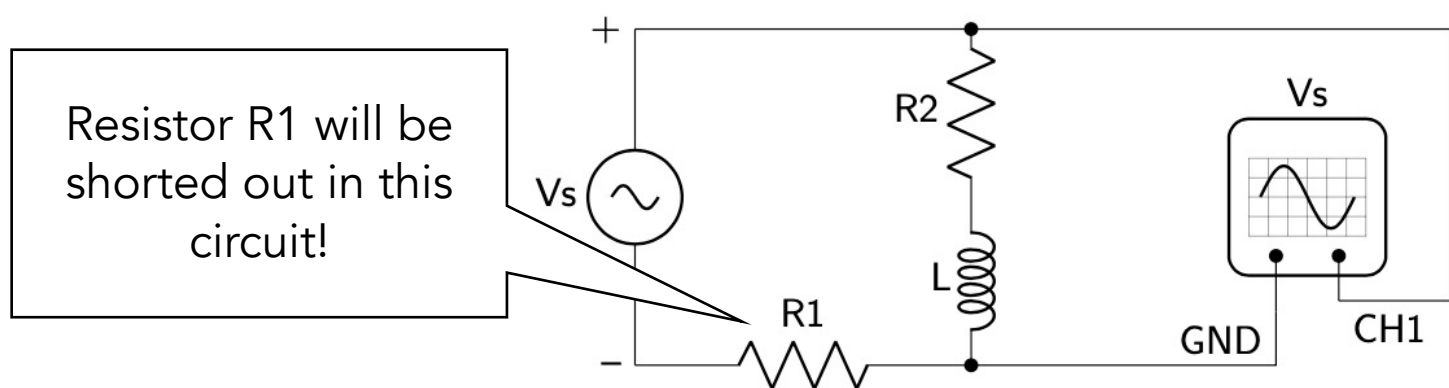 +
Resistor R1 will be
shorted out in this
circuit!
R2
Vs
Vs
L
R1
GND
CH1
−